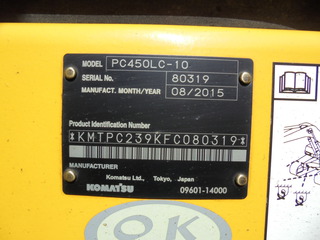 MODEL PC450LC-10
SERIAL No. 80319
MANUFACT. MONTH/YEAR 08/2015
Product Identification Number
*KMTPC239KFC080319*
MANUFACTURER
Komatsu Ltd. Tokyo, Japan
KOMATSU 09601-14000
OK